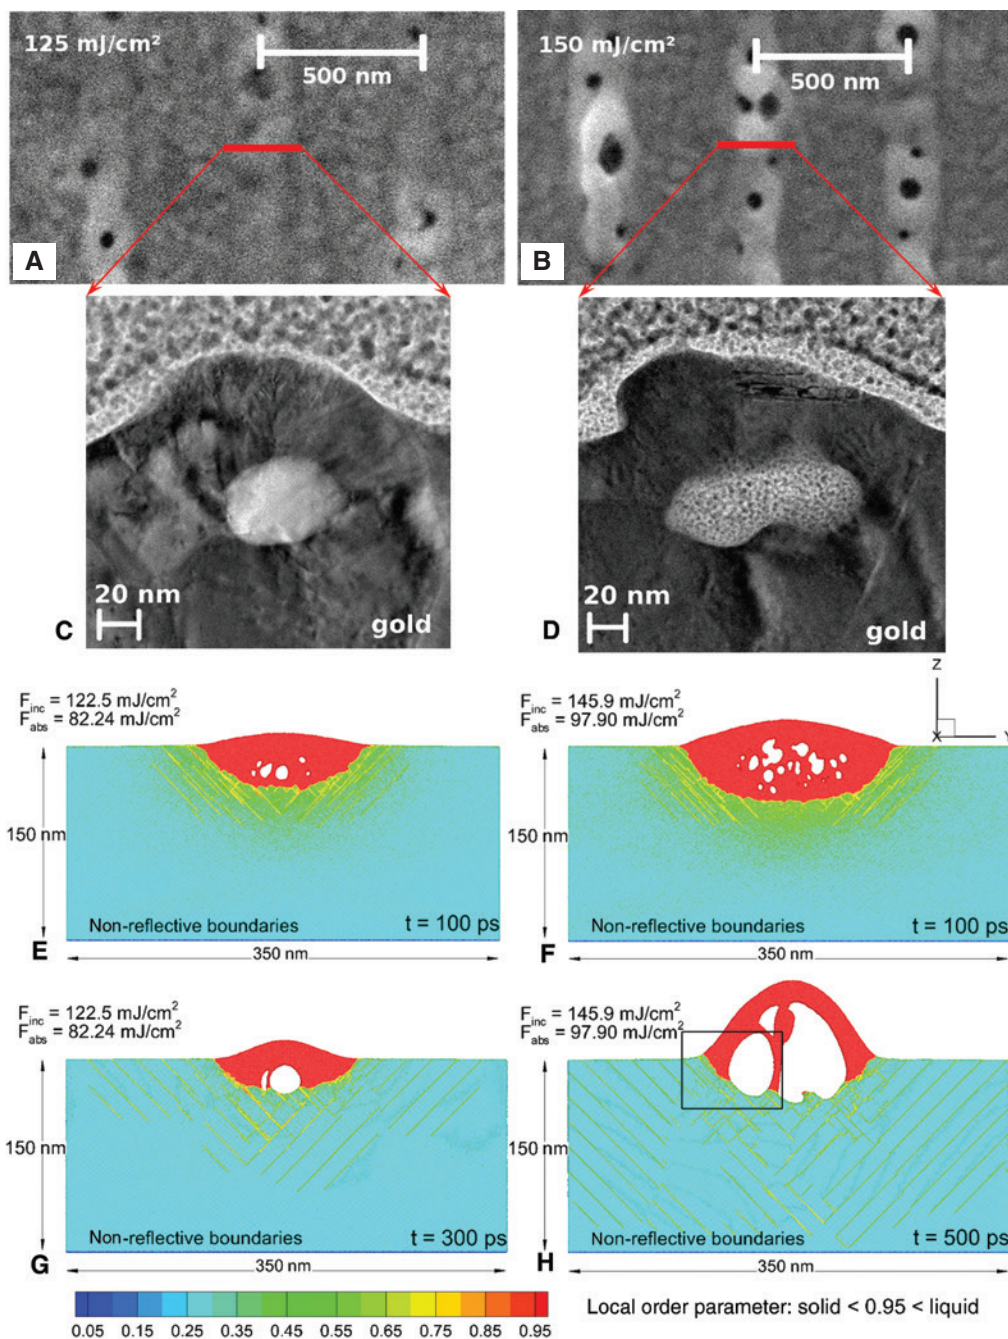 125 mJ/cm²
500 nm
A
150 mJ/cm²
500 nm
B
20 nm
gold
C
20 nm
gold
D
Z
X
Y
F_inc = 122.5 mJ/cm²
F_abs = 82.24 mJ/cm²
150 nm
Non-reflective boundaries
t = 100 ps
E
350 nm
F_inc = 145.9 mJ/cm²
F_abs = 97.90 mJ/cm²
150 nm
Non-reflective boundaries
t = 100 ps
F
350 nm
F_inc = 122.5 mJ/cm²
F_abs = 82.24 mJ/cm²
150 nm
Non-reflective boundaries
t = 300 ps
G
350 nm
F_inc = 145.9 mJ/cm²
F_abs = 97.90 mJ/cm²
150 nm
Non-reflective boundaries
t = 500 ps
H
350 nm
0.05 0.15 0.25 0.35 0.45 0.55 0.65 0.75 0.85 0.95
Local order parameter: solid < 0.95 < liquid